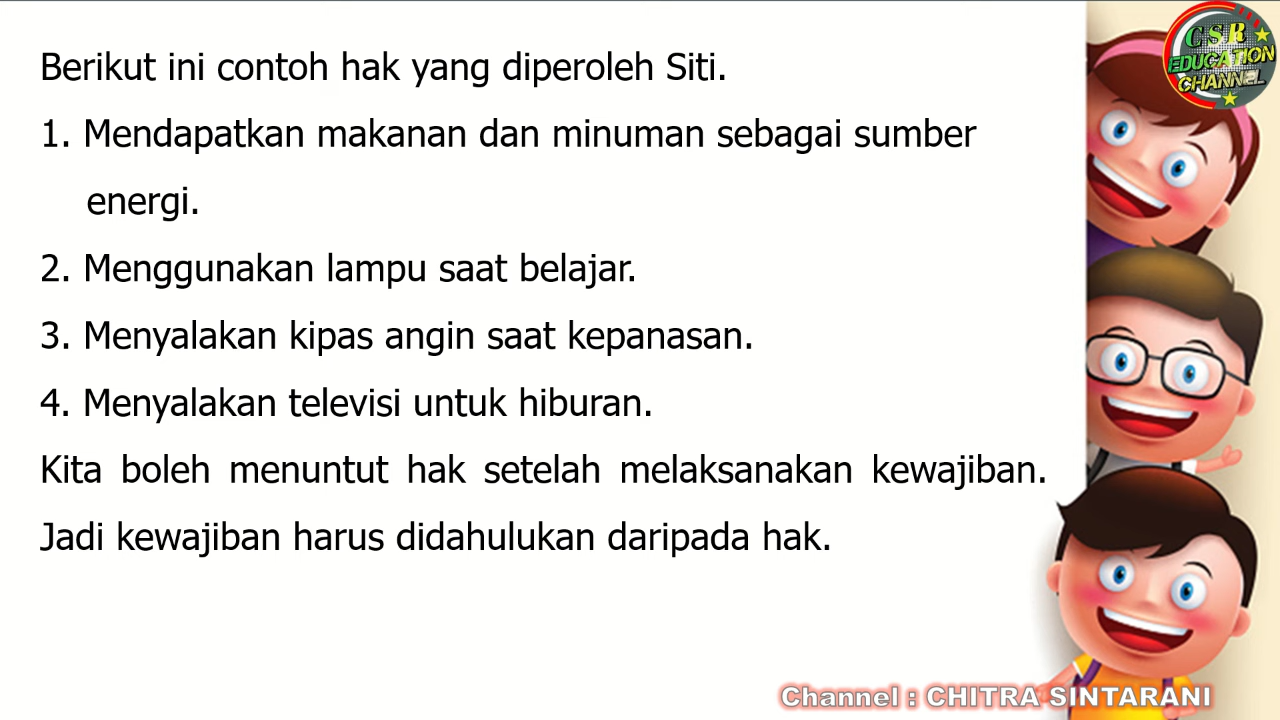 Berikut ini contoh hak yang diperoleh Siti.
1. Mendapatkan makanan dan minuman sebagai sumber
energi.
2. Menggunakan lampu saat belajar.
3. Menyalakan kipas angin saat kepanasan.
4. Menyalakan televisi untuk hiburan.
Kita boleh menuntut hak setelah melaksanakan kewajiban.
Jadi kewajiban harus didahulukan daripada hak.
CSR
EDUCATION
CHANNEL
Channel : CHITRA SINTARANI